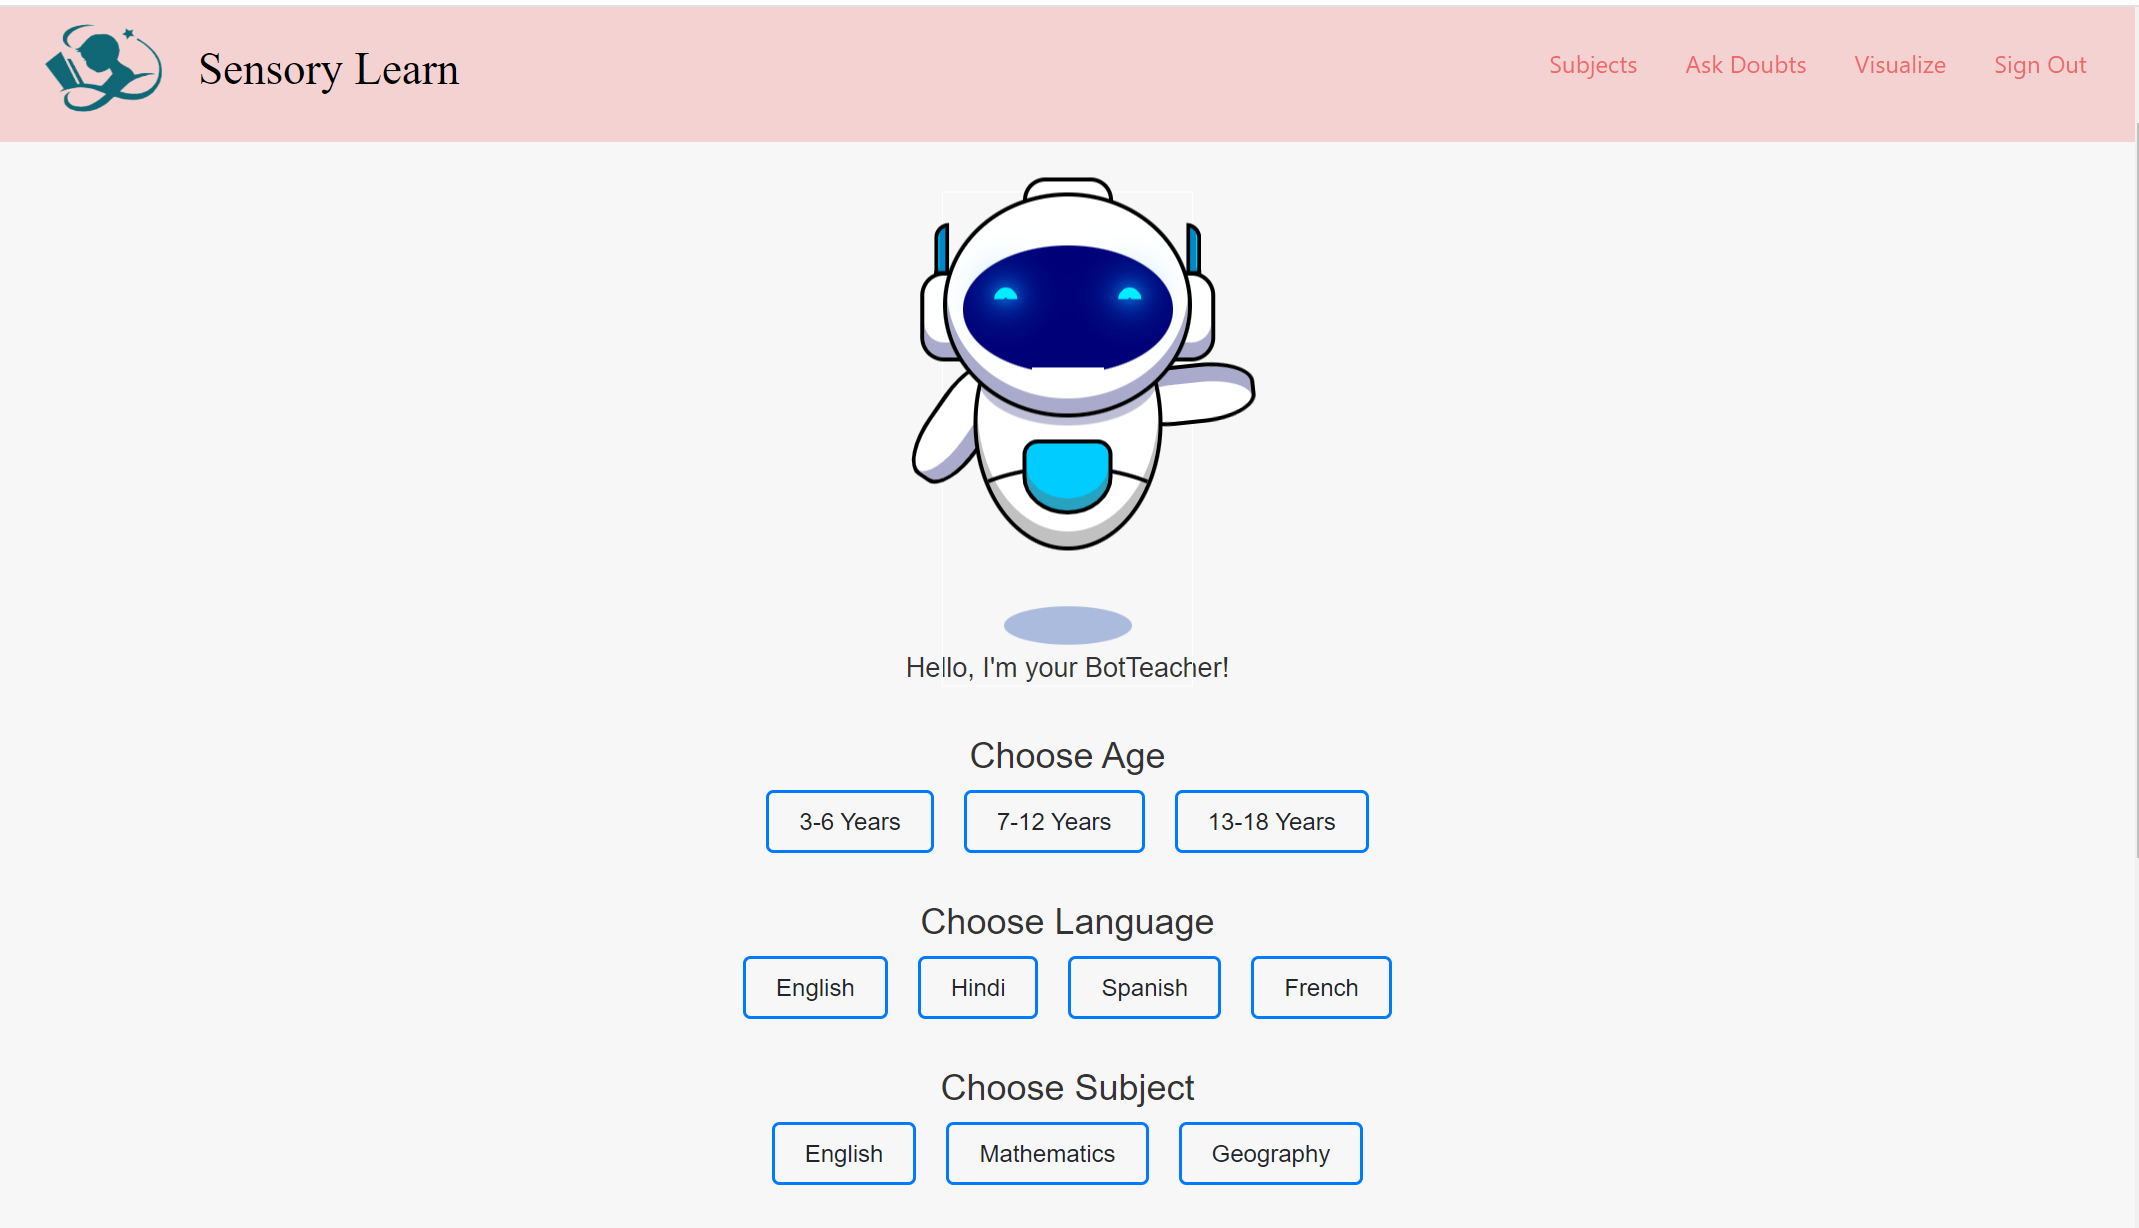 Sensory Learn
Subjects Ask Doubts Visualize Sign Out
Hello, I'm your BotTeacher!
Choose Age
3-6 Years 7-12 Years 13-18 Years
Choose Language
English Hindi Spanish French
Choose Subject
English Mathematics Geography